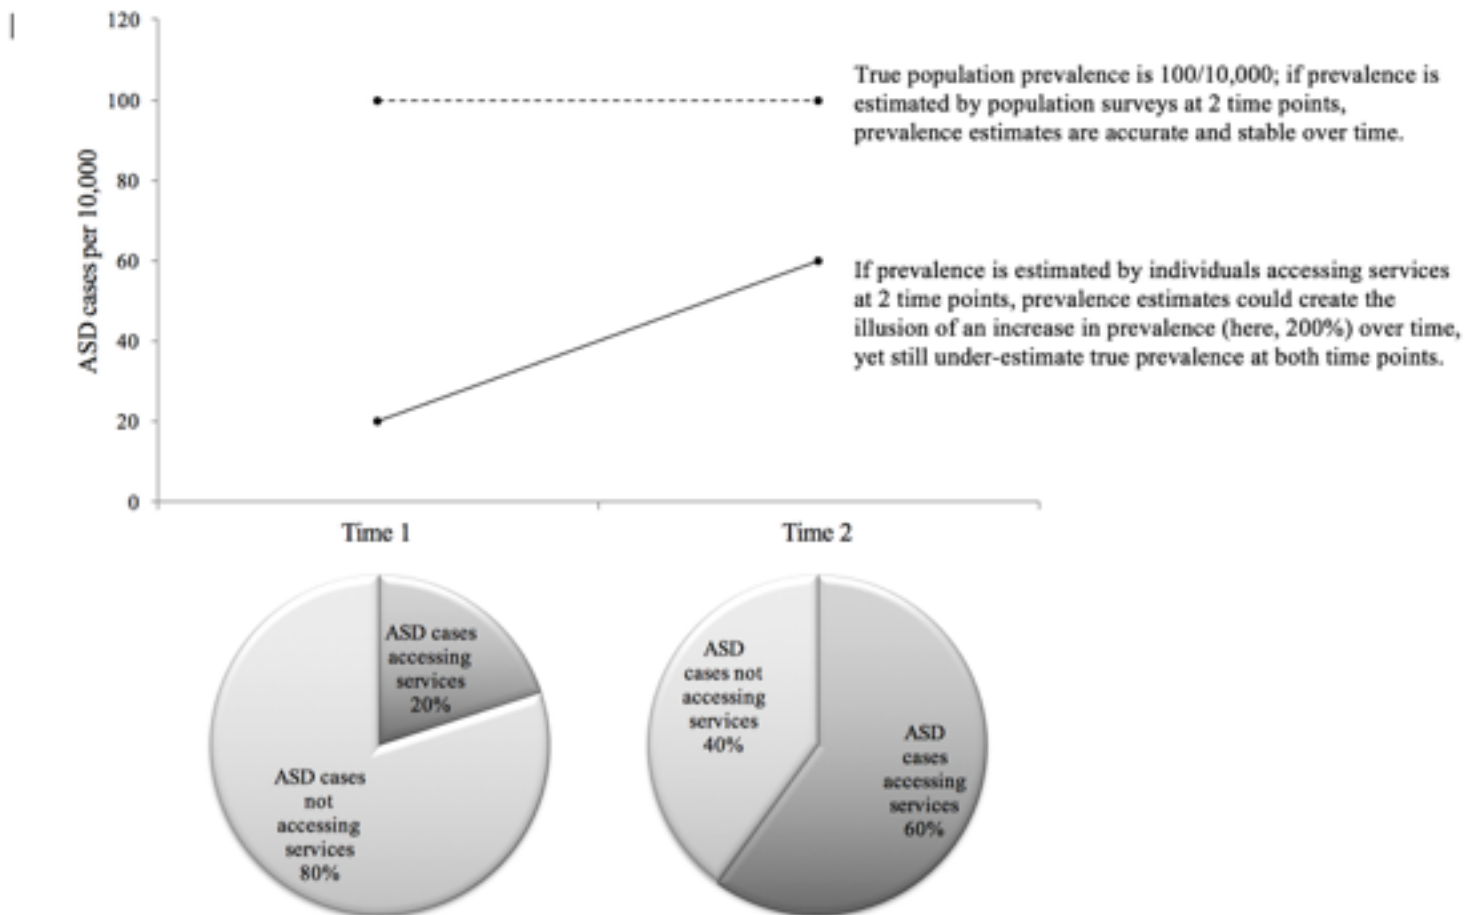 120
100
80
60
40
20
0
ASD cases per 10,000
True population prevalence is 100/10,000; if prevalence is
estimated by population surveys at 2 time points,
prevalence estimates are accurate and stable over time.
If prevalence is estimated by individuals accessing services
at 2 time points, prevalence estimates could create the
illusion of an increase in prevalence (here, 200%) over time,
yet still under-estimate true prevalence at both time points.
Time 1
Time 2
ASD cases
accessing
services
20%
ASD cases
not
accessing
services
80%
ASD
cases not
accessing
services
40%
ASD
cases
accessing
services
60%